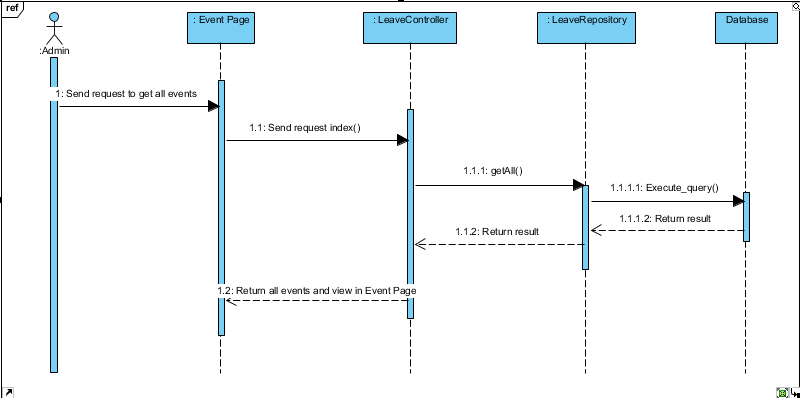 ref
:Admin
: Event Page
: LeaveController
: LeaveRepository
Database
1: Send request to get all events
1.1: Send request index()
1.1.1: getAll()
1.1.1.1: Execute_query()
1.1.1.2: Return result
1.1.2: Return result
1.2: Return all events and view in Event Page